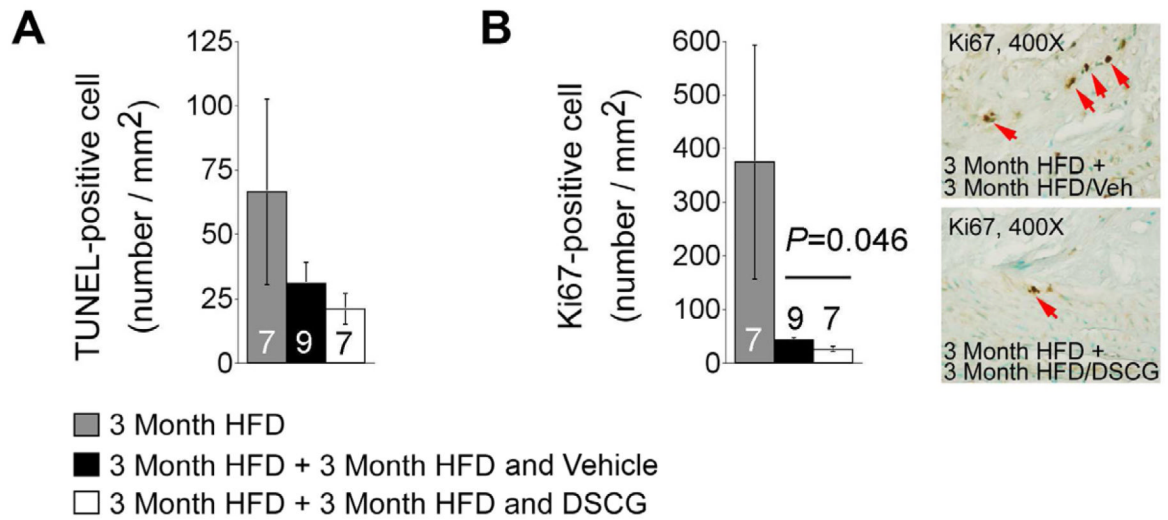 A
TUNEL-positive cell
(number / mm²)
125
100
75
50
25
0
7
9
7
B
Ki67-positive cell
(number / mm²)
600
500
400
300
200
100
0
P=0.046
7
9
7
Ki67, 400X
3 Month HFD +
3 Month HFD/Veh
Ki67, 400X
3 Month HFD +
3 Month HFD/DSCG
3 Month HFD
3 Month HFD + 3 Month HFD and Vehicle
3 Month HFD + 3 Month HFD and DSCG